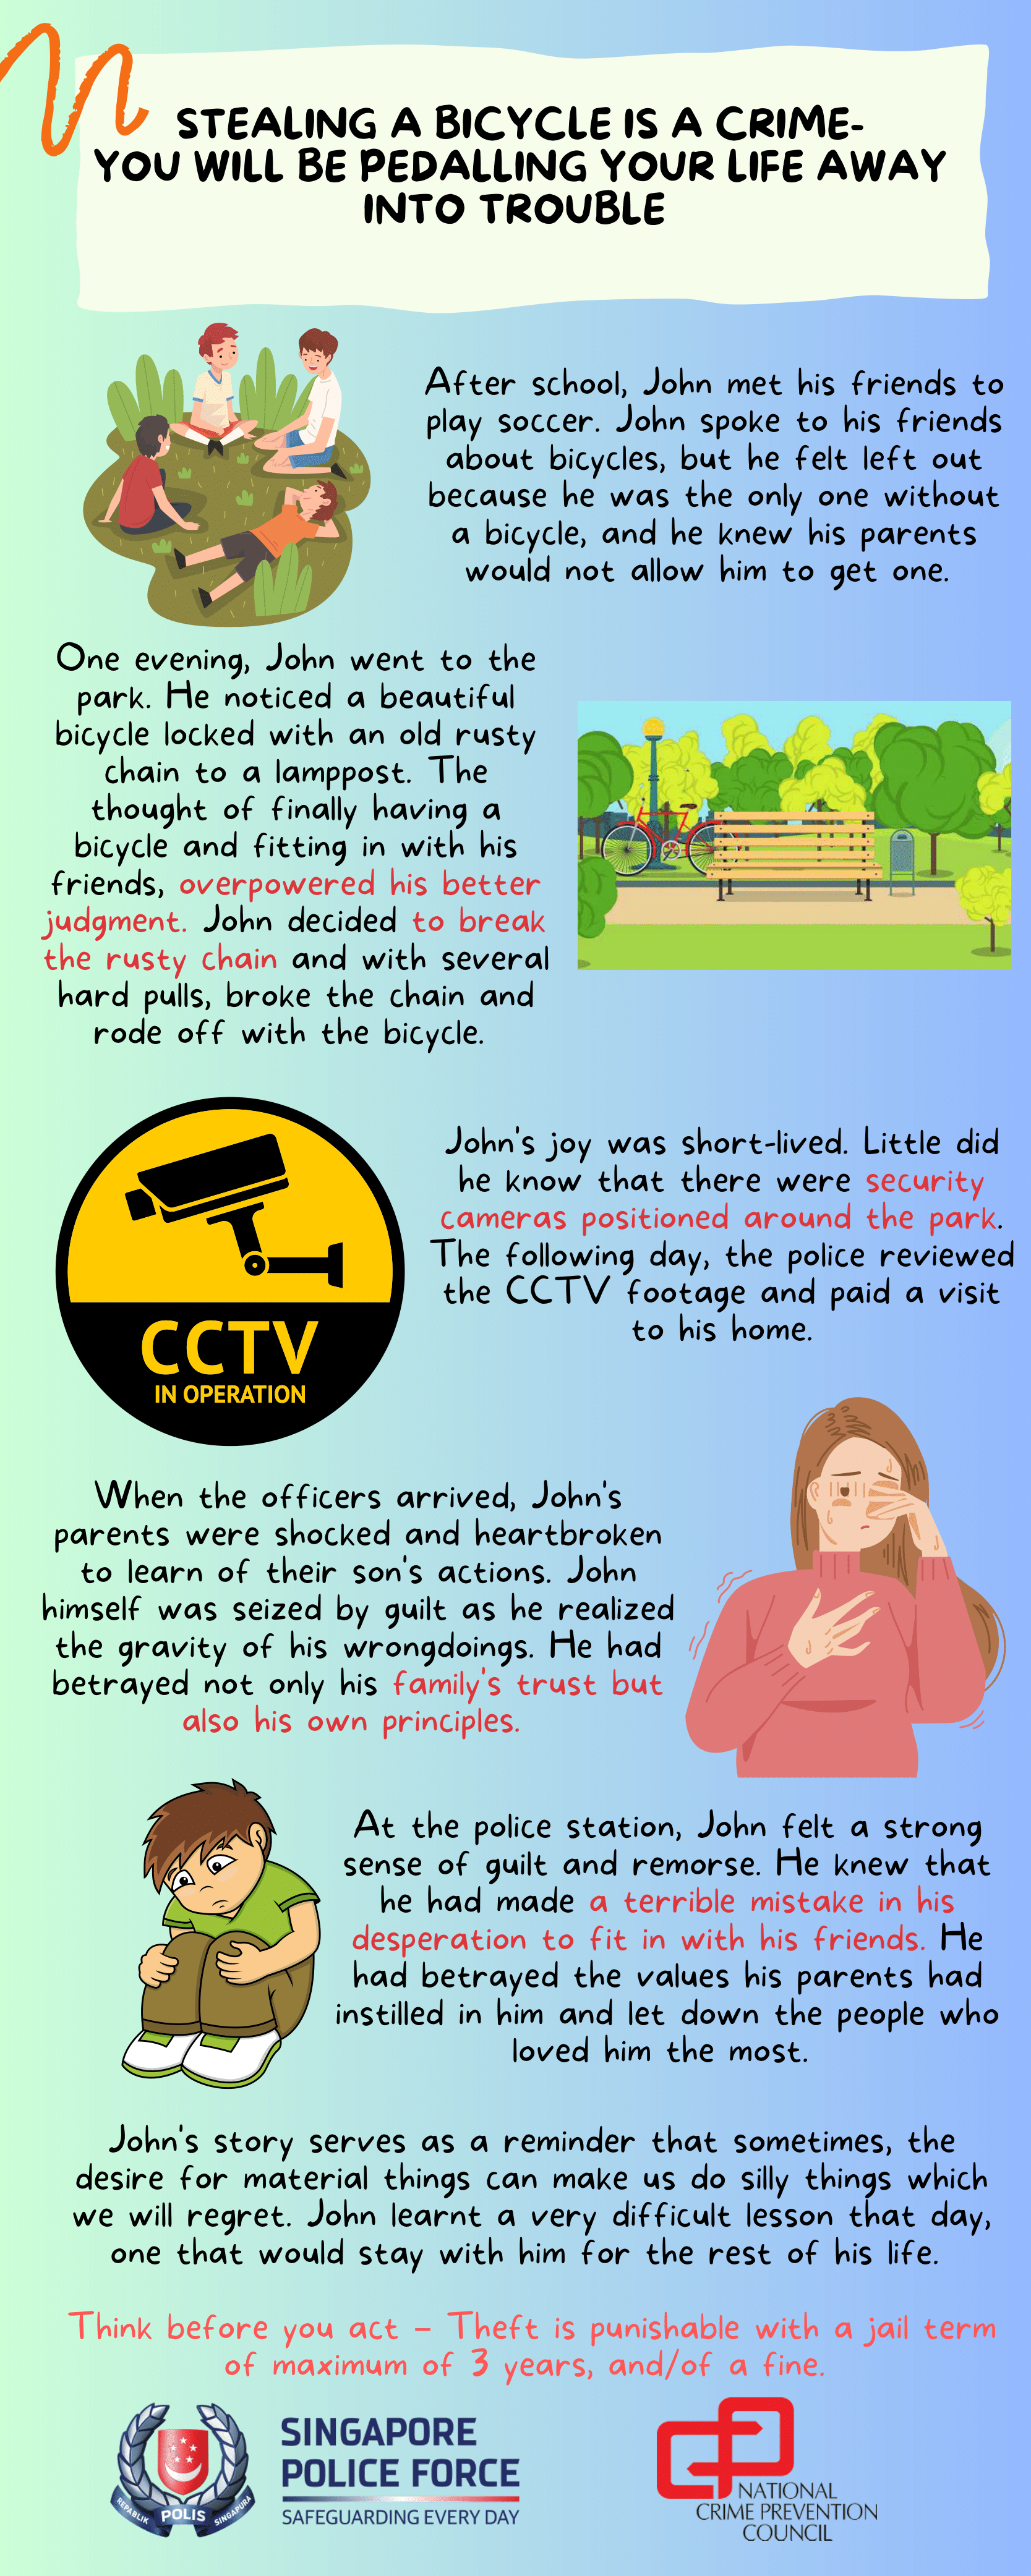 STEALING A BICYCLE IS A CRIME-
YOU WILL BE PEDALLING YOUR LIFE AWAY
INTO TROUBLE
After school, John met his friends to
play soccer. John spoke to his friends
about bicycles, but he felt left out
because he was the only one without
a bicycle, and he knew his parents
would not allow him to get one.
One evening, John went to the
park. He noticed a beautiful
bicycle locked with an old rusty
chain to a lamppost. The
thought of finally having a
bicycle and fitting in with his
friends, overpowered his better
judgment. John decided to break
the rusty chain and with several
hard pulls, broke the chain and
rode off with the bicycle.
CCTV
IN OPERATION
John's joy was short-lived. Little did
he know that there were security
cameras positioned around the park.
The following day, the police reviewed
the CCTV footage and paid a visit
to his home.
When the officers arrived, John's
parents were shocked and heartbroken
to learn of their son's actions. John
himself was seized by guilt as he realized
the gravity of his wrongdoings. He had
betrayed not only his family's trust but
also his own principles.
At the police station, John felt a strong
sense of guilt and remorse. He knew that
he had made a terrible mistake in his
desperation to fit in with his friends. He
had betrayed the values his parents had
instilled in him and let down the people who
loved him the most.
John's story serves as a reminder that sometimes, the
desire for material things can make us do silly things which
we will regret. John learnt a very difficult lesson that day,
one that would stay with him for the rest of his life.
Think before you act – Theft is punishable with a jail term
of maximum of 3 years, and/of a fine.
REPABLIK POLIS SINGAPURA
SINGAPORE
POLICE FORCE
SAFEGUARDING EVERY DAY
NATIONAL
CRIME PREVENTION
COUNCIL